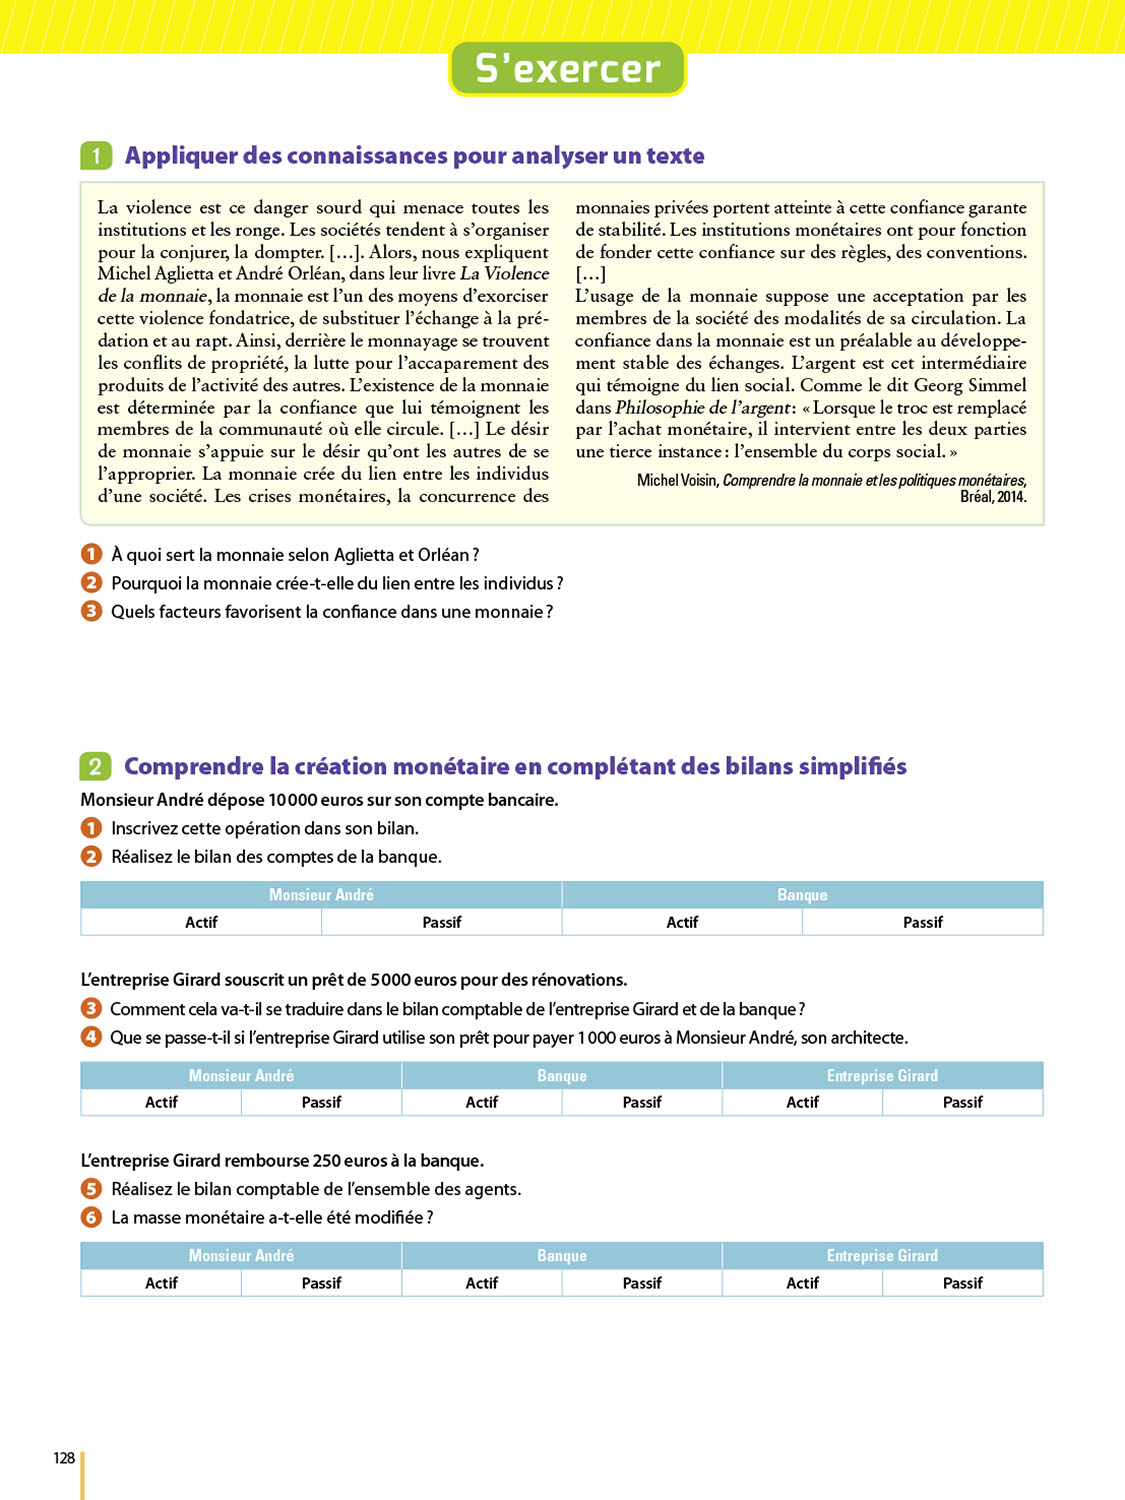 S'exercer
1 Appliquer des connaissances pour analyser un texte
La violence est ce danger sourd qui menace toutes les
institutions et les ronge. Les sociétés tendent à s'organiser
pour la conjurer, la dompter. […]. Alors, nous expliquent
Michel Aglietta et André Orléan, dans leur livre La Violence
de la monnaie, la monnaie est l'un des moyens d'exorciser
cette violence fondatrice, de substituer l'échange à la pré-
dation et au rapt. Ainsi, derrière le monnayage se trouvent
les conflits de propriété, la lutte pour l'accaparement des
produits de l'activité des autres. L'existence de la monnaie
est déterminée par la confiance que lui témoignent les
membres de la communauté où elle circule. […] Le désir
de monnaie s'appuie sur le désir qu'ont les autres de se
l'approprier. La monnaie crée du lien entre les individus
d'une société. Les crises monétaires, la concurrence des
monnaies privées portent atteinte à cette confiance garante
de stabilité. Les institutions monétaires ont pour fonction
de fonder cette confiance sur des règles, des conventions.
[…]
L'usage de la monnaie suppose une acceptation par les
membres de la société des modalités de sa circulation. La
confiance dans la monnaie est un préalable au développe-
ment stable des échanges. L'argent est cet intermédiaire
qui témoigne du lien social. Comme le dit Georg Simmel
dans Philosophie de l'argent : « Lorsque le troc est remplacé
par l'achat monétaire, il intervient entre les deux parties
une tierce instance : l'ensemble du corps social. »
Michel Voisin, Comprendre la monnaie et les politiques monétaires,
Bréal, 2014.
1 À quoi sert la monnaie selon Aglietta et Orléan ?
2 Pourquoi la monnaie crée-t-elle du lien entre les individus ?
3 Quels facteurs favorisent la confiance dans une monnaie ?
2 Comprendre la création monétaire en complétant des bilans simplifiés
Monsieur André dépose 10 000 euros sur son compte bancaire.
1 Inscrivez cette opération dans son bilan.
2 Réalisez le bilan des comptes de la banque.
Monsieur André Banque
Actif Passif Actif Passif
L'entreprise Girard souscrit un prêt de 5 000 euros pour des rénovations.
3 Comment cela va-t-il se traduire dans le bilan comptable de l'entreprise Girard et de la banque ?
4 Que se passe-t-il si l'entreprise Girard utilise son prêt pour payer 1 000 euros à Monsieur André, son architecte.
Monsieur André Banque Entreprise Girard
Actif Passif Actif Passif Actif Passif
L'entreprise Girard rembourse 250 euros à la banque.
5 Réalisez le bilan comptable de l'ensemble des agents.
6 La masse monétaire a-t-elle été modifiée ?
Monsieur André Banque Entreprise Girard
Actif Passif Actif Passif Actif Passif
128